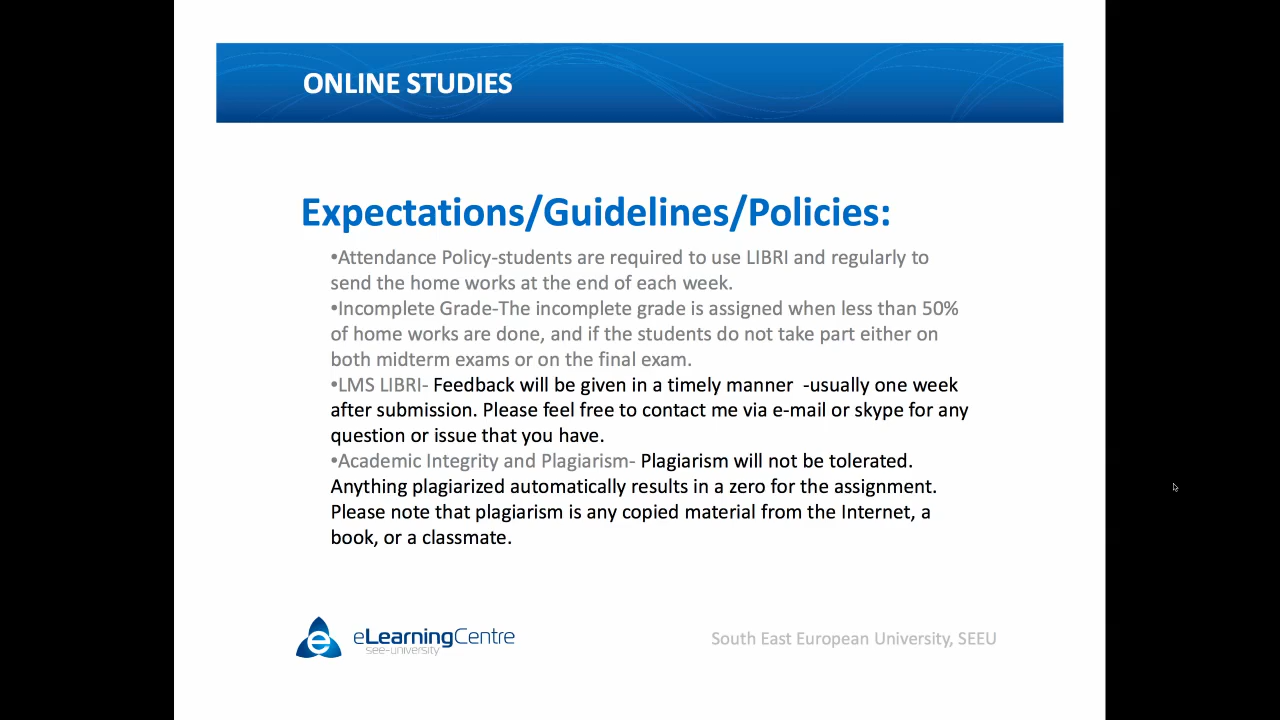 ONLINE STUDIES
Expectations/Guidelines/Policies:
•Attendance Policy-students are required to use LIBRI and regularly to
send the home works at the end of each week.
•Incomplete Grade-The incomplete grade is assigned when less than 50%
of home works are done, and if the students do not take part either on
both midterm exams or on the final exam.
•LMS LIBRI- Feedback will be given in a timely manner  -usually one week
after submission. Please feel free to contact me via e-mail or skype for any
question or issue that you have.
•Academic Integrity and Plagiarism- Plagiarism will not be tolerated.
Anything plagiarized automatically results in a zero for the assignment.
Please note that plagiarism is any copied material from the Internet, a
book, or a classmate.
e
eLearningCentre
see-university
South East European University, SEEU